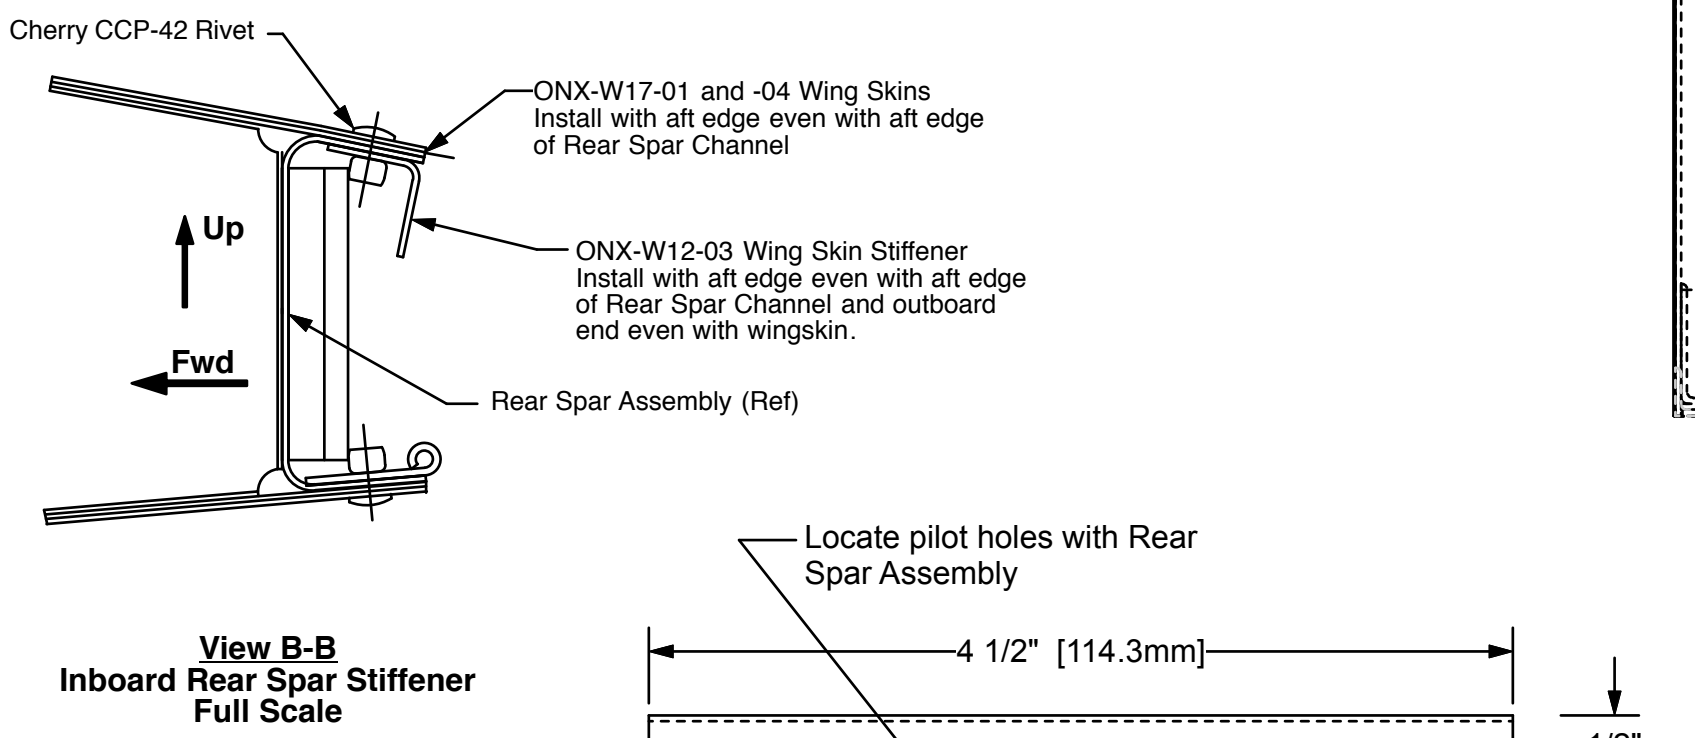 Cherry CCP-42 Rivet
ONX-W17-01 and -04 Wing Skins
Install with aft edge even with aft edge
of Rear Spar Channel
Up
ONX-W12-03 Wing Skin Stiffener
Install with aft edge even with aft edge
of Rear Spar Channel and outboard
end even with wingskin.
Fwd
Rear Spar Assembly (Ref)
Locate pilot holes with Rear
Spar Assembly
View B-B
Inboard Rear Spar Stiffener
Full Scale
4 1/2" [114.3mm]